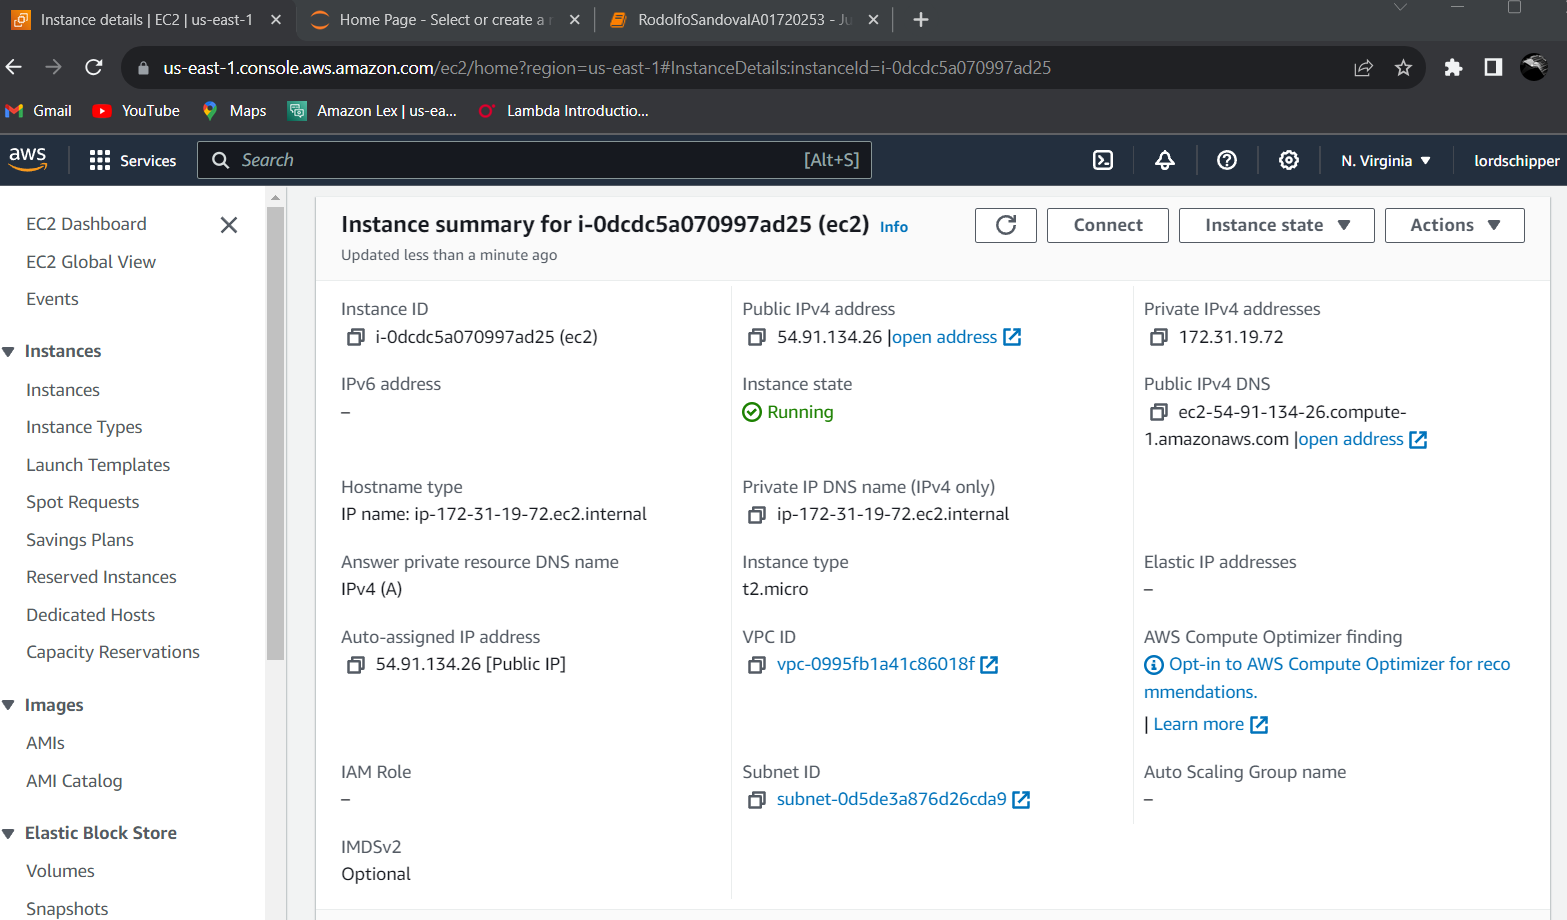 Instance details | EC2 | us-east-1
Home Page - Select or create a n
RodolfoSandovalA01720253 - Ju
us-east-1.console.aws.amazon.com/ec2/home?region=us-east-1#InstanceDetails:instanceId=i-0dcdc5a070997ad25
Gmail
YouTube
Maps
Amazon Lex | us-ea...
Lambda Introductio...
aws
Services
Search
[Alt+S]
N. Virginia
lordschipper
EC2 Dashboard
EC2 Global View
Events
Instances
Instances
Instance Types
Launch Templates
Spot Requests
Savings Plans
Reserved Instances
Dedicated Hosts
Capacity Reservations
Images
AMIs
AMI Catalog
Elastic Block Store
Volumes
Snapshots
Instance summary for i-0dcdc5a070997ad25 (ec2) Info
Updated less than a minute ago
Connect
Instance state
Actions
Instance ID
i-0dcdc5a070997ad25 (ec2)
Public IPv4 address
54.91.134.26 |open address
Private IPv4 addresses
172.31.19.72
IPv6 address
–
Instance state
Running
Public IPv4 DNS
ec2-54-91-134-26.compute-
1.amazonaws.com |open address
Hostname type
IP name: ip-172-31-19-72.ec2.internal
Private IP DNS name (IPv4 only)
ip-172-31-19-72.ec2.internal
Answer private resource DNS name
IPv4 (A)
Instance type
t2.micro
Elastic IP addresses
–
Auto-assigned IP address
54.91.134.26 [Public IP]
VPC ID
vpc-0995fb1a41c86018f
AWS Compute Optimizer finding
Opt-in to AWS Compute Optimizer for reco
mmendations.
| Learn more
IAM Role
–
Subnet ID
subnet-0d5de3a876d26cda9
Auto Scaling Group name
–
IMDSv2
Optional